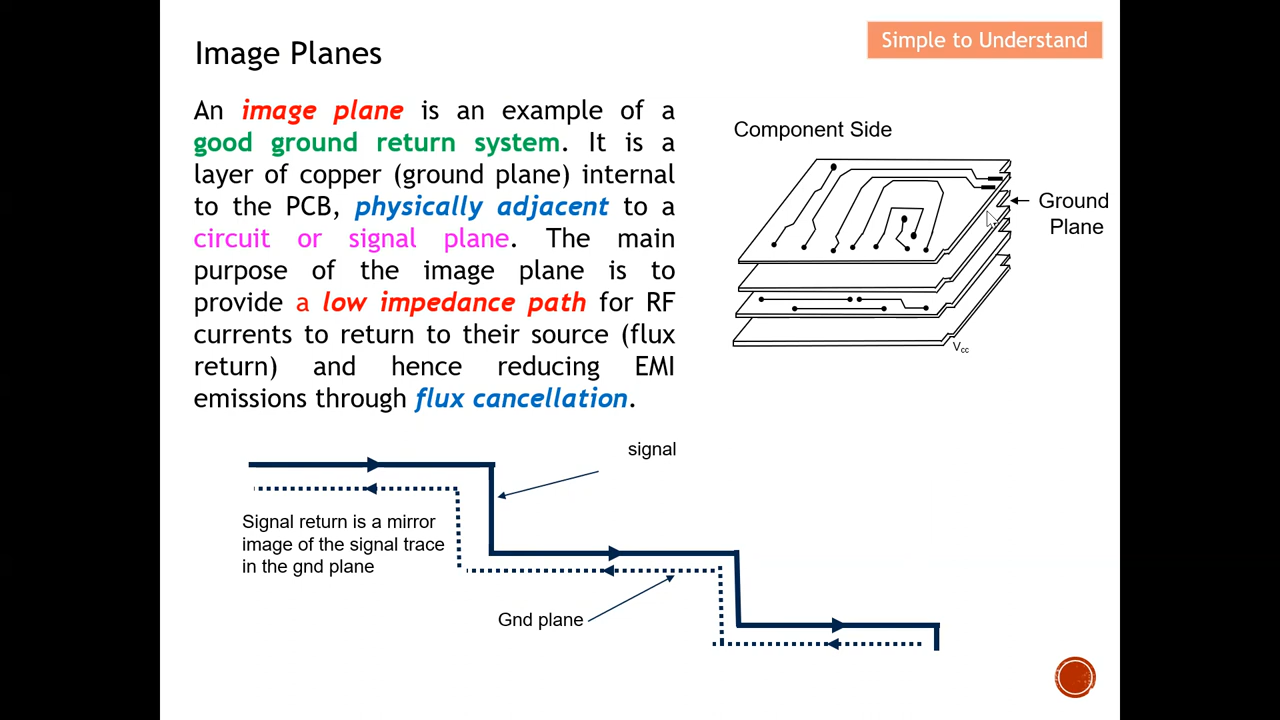 Image Planes
Simple to Understand
An image plane is an example of a
good ground return system. It is a
layer of copper (ground plane) internal
to the PCB, physically adjacent to a
circuit or signal plane. The main
purpose of the image plane is to
provide a low impedance path for RF
currents to return to their source (flux
return) and hence reducing EMI
emissions through flux cancellation.
Component Side
Ground
Plane
Vcc
signal
Signal return is a mirror
image of the signal trace
in the gnd plane
Gnd plane